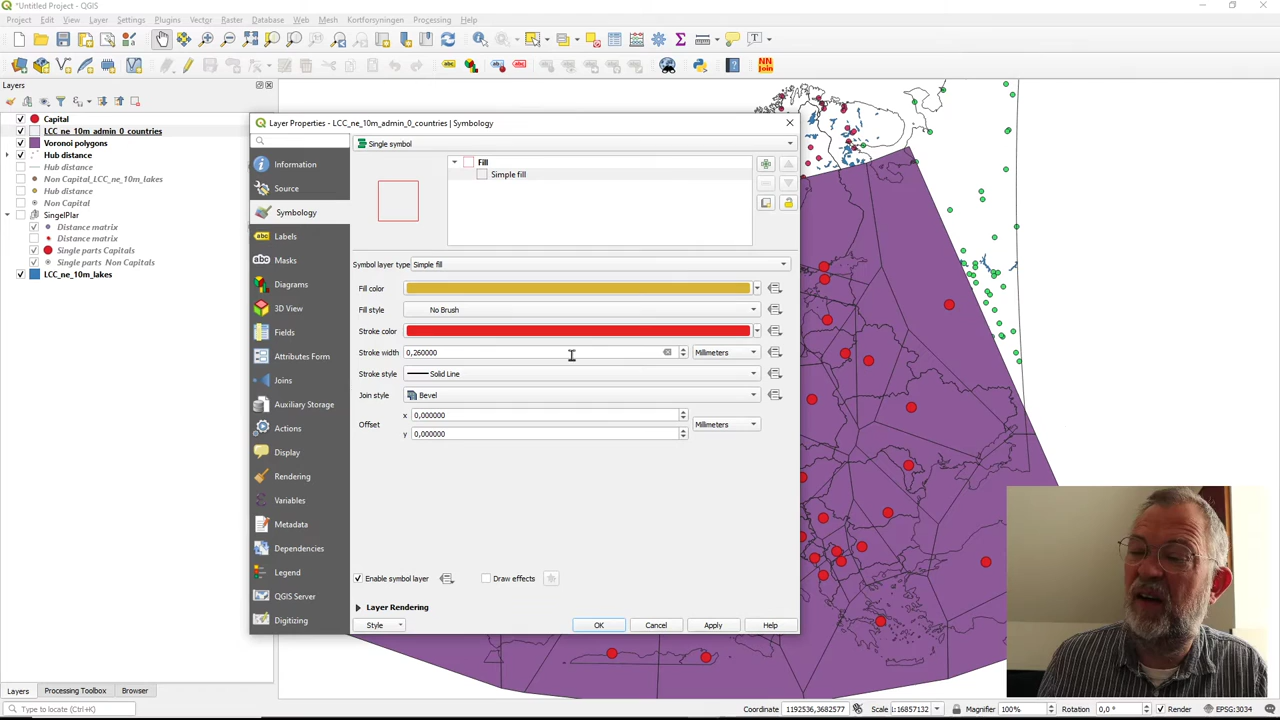 *Untitled Project - QGIS
Project Edit View Layer Settings Plugins Vector Raster Database Web Mesh Kortforsyningen Processing Help
Layers
Capital
LCC_ne_10m_admin_0_countries
Voronoi polygons
Hub distance
Hub distance
Non Capital_LCC_ne_10m_lakes
Hub distance
Non Capital
SingelPlar
Distance matrix
Distance matrix
Single parts Capitals
Single parts Non Capitals
LCC_ne_10m_lakes
Layer Properties - LCC_ne_10m_admin_0_countries | Symbology
Information
Source
Symbology
Labels
Masks
Diagrams
3D View
Fields
Attributes Form
Joins
Auxiliary Storage
Actions
Display
Rendering
Variables
Metadata
Dependencies
Legend
QGIS Server
Digitizing
Single symbol
Fill
Simple fill
Symbol layer type Simple fill
Fill color
Fill style No Brush
Stroke color
Stroke width 0,260000 Millimeters
Stroke style Solid Line
Join style Bevel
Offset x 0,000000 Millimeters
y 0,000000
Enable symbol layer Draw effects
Layer Rendering
Style OK Cancel Apply Help
Layers Processing Toolbox Browser
Type to locate (Ctrl+K) Coordinate 1192536,3682577 Scale 1:16857132 Magnifier 100% Rotation 0,0 ° Render EPSG:3034